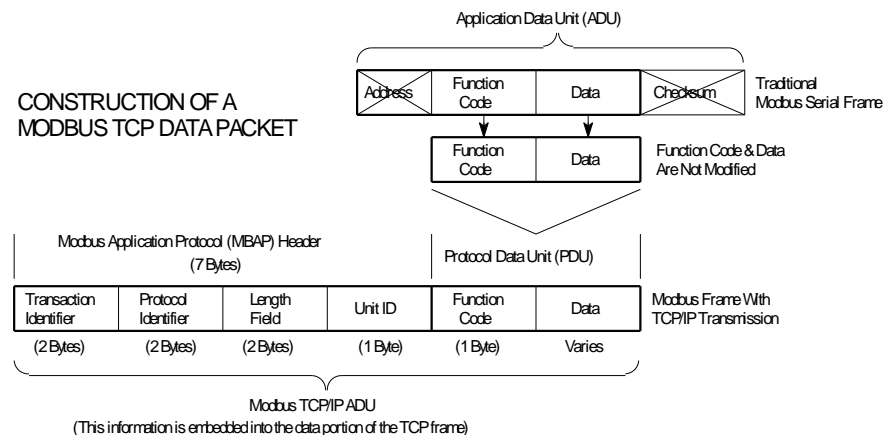 Application Data Unit (ADU)
CONSTRUCTION OF A
MODBUS TCP DATA PACKET
Address
Function
Code
Data
Checksum
Traditional
Modbus Serial Frame
Function
Code
Data
Function Code & Data
Are Not Modified
Modbus Application Protocol (MBAP) Header
(7 Bytes)
Protocol Data Unit (PDU)
Transaction
Identifier
Protocol
Identifier
Length
Field
Unit ID
Function
Code
Data
Modbus Frame With
TCP/IP Transmission
(2 Bytes)
(2 Bytes)
(2 Bytes)
(1 Byte)
(1 Byte)
Varies
Modbus TCP/IP ADU
(This information is embedded into the data portion of the TCP frame)